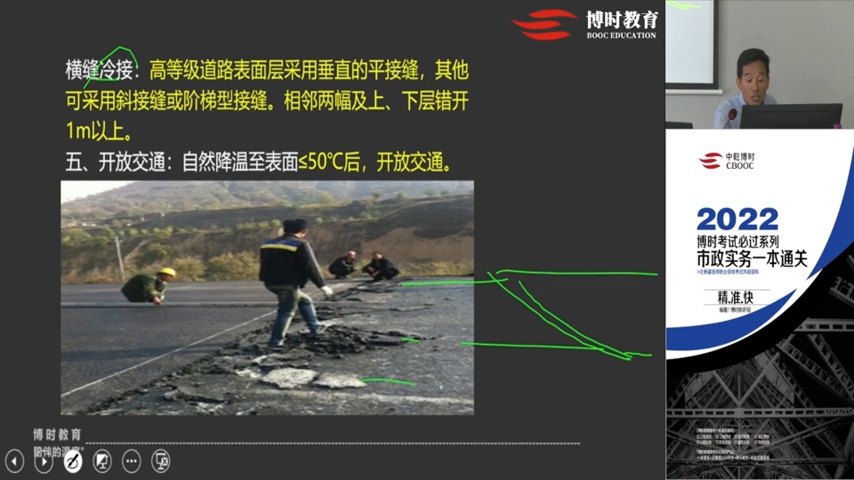 博时教育
BOOC EDUCATION
横缝冷接：高等级道路表面层采用垂直的平接缝，其他
可采用斜接缝或阶梯型接缝。相邻两幅及上、下层错开
1m以上。
五、开放交通：自然降温至表面≤50℃后，开放交通。
中乾博时
CBOOC
2022
博时考试必过系列
市政实务一本通关
精,准,快
博时教育
陪伴的温度